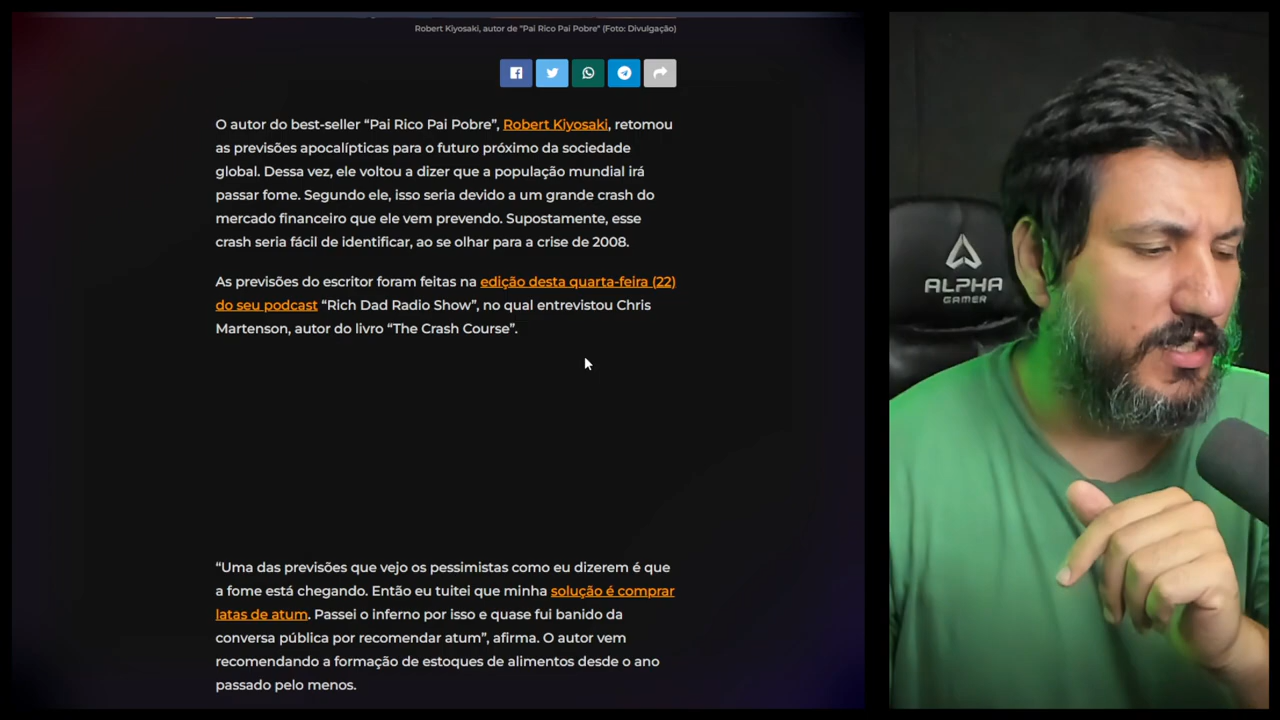 Robert Kiyosaki, autor de "Pai Rico Pai Pobre" (Foto: Divulgação)
O autor do best-seller “Pai Rico Pai Pobre”, Robert Kiyosaki, retomou
as previsões apocalípticas para o futuro próximo da sociedade
global. Dessa vez, ele voltou a dizer que a população mundial irá
passar fome. Segundo ele, isso seria devido a um grande crash do
mercado financeiro que ele vem prevendo. Supostamente, esse
crash seria fácil de identificar, ao se olhar para a crise de 2008.
As previsões do escritor foram feitas na edição desta quarta-feira (22)
do seu podcast “Rich Dad Radio Show”, no qual entrevistou Chris
Martenson, autor do livro “The Crash Course”.
“Uma das previsões que vejo os pessimistas como eu dizerem é que
a fome está chegando. Então eu tuitei que minha solução é comprar
latas de atum. Passei o inferno por isso e quase fui banido da
conversa pública por recomendar atum”, afirma. O autor vem
recomendando a formação de estoques de alimentos desde o ano
passado pelo menos.
ALPHA
GAMER